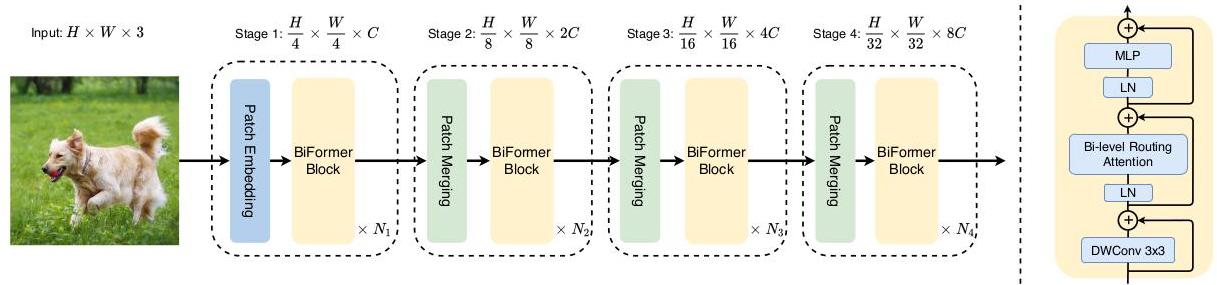 Input: H × W × 3
Stage 1: H/4 × W/4 × C
Stage 2: H/8 × W/8 × 2C
Stage 3: H/16 × W/16 × 4C
Stage 4: H/32 × W/32 × 8C
Patch Embedding
BiFormer
Block
× N₁
Patch Merging
BiFormer
Block
× N₂
Patch Merging
BiFormer
Block
× N₃
Patch Merging
BiFormer
Block
× N₄
+
MLP
LN
+
Bi-level Routing
Attention
LN
+
DWConv 3x3